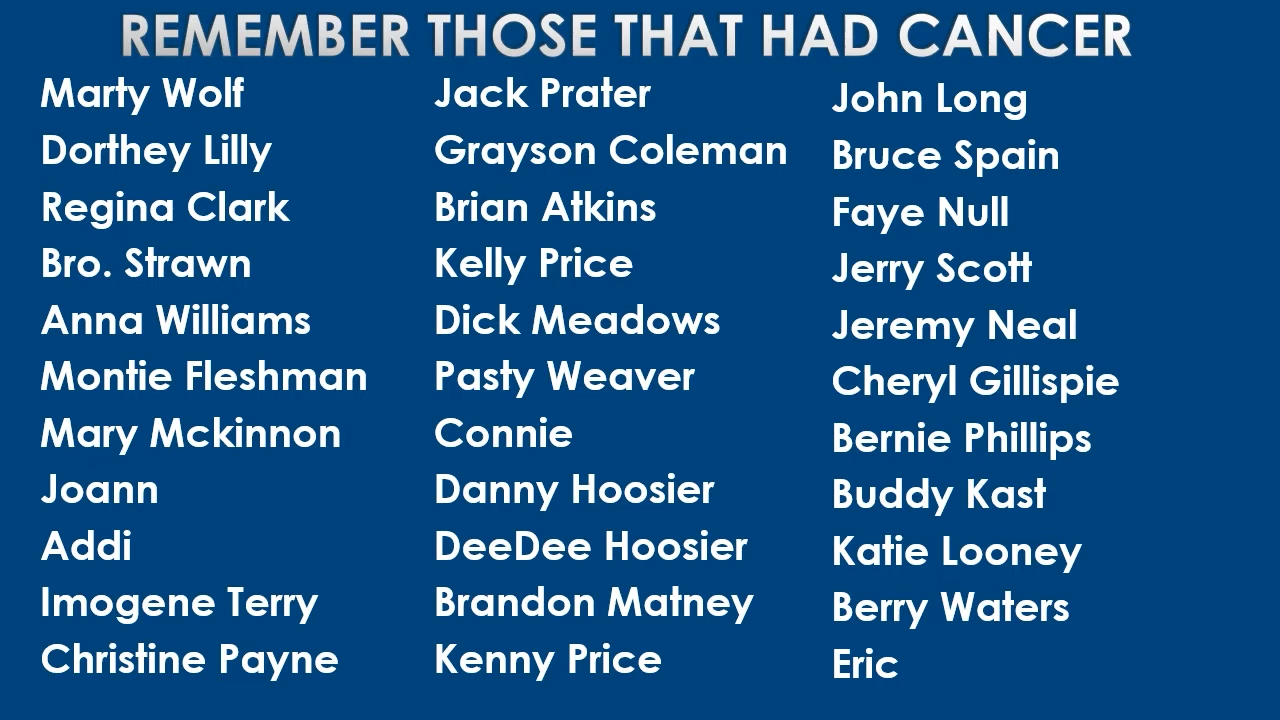 REMEMBER THOSE THAT HAD CANCER
Marty Wolf
Dorthey Lilly
Regina Clark
Bro. Strawn
Anna Williams
Montie Fleshman
Mary Mckinnon
Joann
Addi
Imogene Terry
Christine Payne
Jack Prater
Grayson Coleman
Brian Atkins
Kelly Price
Dick Meadows
Pasty Weaver
Connie
Danny Hoosier
DeeDee Hoosier
Brandon Matney
Kenny Price
John Long
Bruce Spain
Faye Null
Jerry Scott
Jeremy Neal
Cheryl Gillispie
Bernie Phillips
Buddy Kast
Katie Looney
Berry Waters
Eric